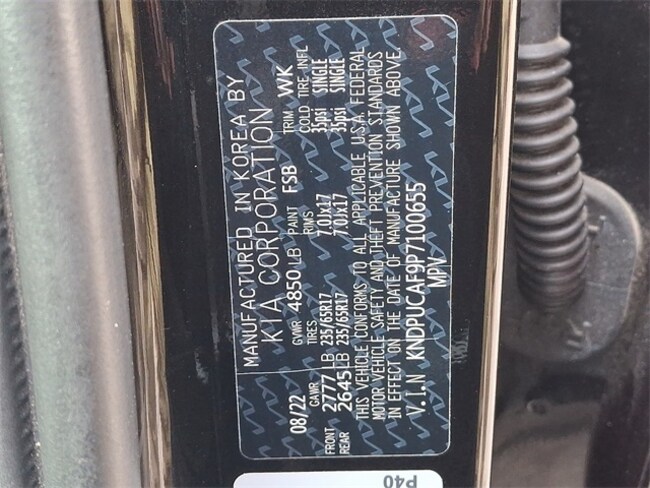 MANUFACTURED IN KOREA BY
KIA CORPORATION
08/22 GVWR 4850 LB PAINT FSB TRIM WK
GAWR TIRES RIMS COLD TIRE INFL
FRONT 2777 LB 235/65R17 7.0Jx17 35psi SINGLE
REAR 2645 LB 235/65R17 7.0Jx17 35psi SINGLE
THIS VEHICLE CONFORMS TO ALL APPLICABLE U.S.A. FEDERAL
MOTOR VEHICLE SAFETY AND THEFT PREVENTION STANDARDS
IN EFFECT ON THE DATE OF MANUFACTURE SHOWN ABOVE.
V.I.N KNDPUCAF9P7100655
MPV
P40